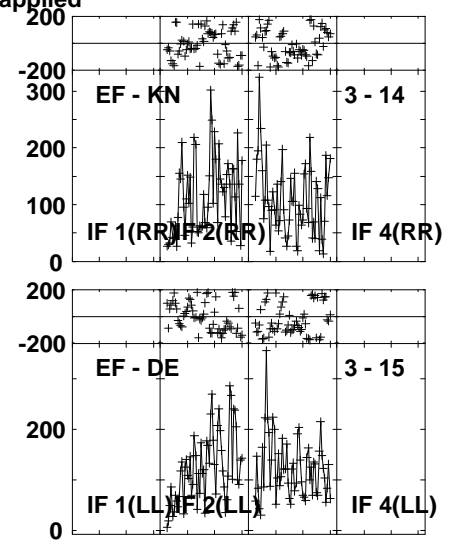 applied
200
-200
300
EF - KN 3 - 14
200
100
IF 1(RR) IF 2(RR) IF 4(RR)
0
200
-200
EF - DE 3 - 15
200
IF 1(LL) IF 2(LL) IF 4(LL)
0